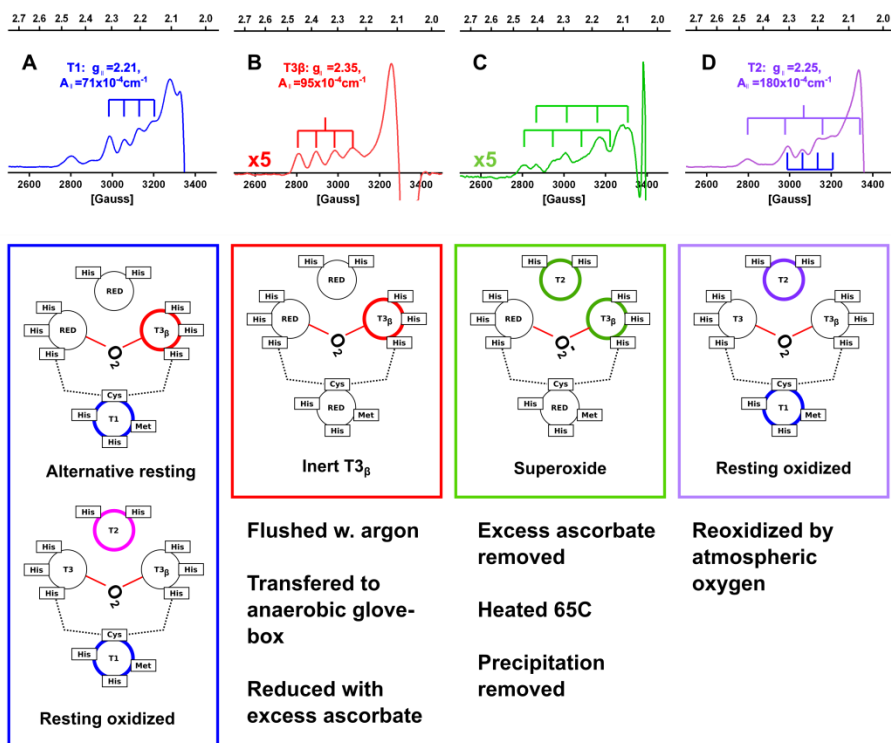 2.7 2.6 2.5 2.4 2.3 2.2 2.1 2.0
2.7 2.6 2.5 2.4 2.3 2.2 2.1 2.0
2.7 2.6 2.5 2.4 2.3 2.2 2.1 2.0
2.7 2.6 2.5 2.4 2.3 2.2 2.1 2.0
A
T1: g∥=2.21,
A∥=71x10⁻⁴cm⁻¹
2600 2800 3000 3200 3400
[Gauss]
B
T3β: g∥=2.35,
A∥=95x10⁻⁴cm⁻¹
x5
2600 2800 3000 3200 3400
[Gauss]
C
x5
2600 2800 3000 3200 3400
[Gauss]
D
T2: g∥=2.25,
A∥=180x10⁻⁴cm⁻¹
2600 2800 3000 3200 3400
[Gauss]
His His
RED
His His
His RED T3β His
His O₂ His
Cys
His T1 Met
His
Alternative resting
His His
T2
His His
His T3 T3β His
His O₂ His
Cys
His T1 Met
His
Resting oxidized
His His
RED
His His
His RED T3β His
His O₂ His
Cys
His RED Met
His
Inert T3β
Flushed w. argon
Transfered to
anaerobic glove-
box
Reduced with
excess ascorbate
His His
T2
His His
His RED T3β His
His O₂⁻ His
Cys
His RED Met
His
Superoxide
Excess ascorbate
removed
Heated 65C
Precipitation
removed
His His
T2
His His
His T3 T3β His
His O₂ His
Cys
His T1 Met
His
Resting oxidized
Reoxidized by
atmospheric
oxygen